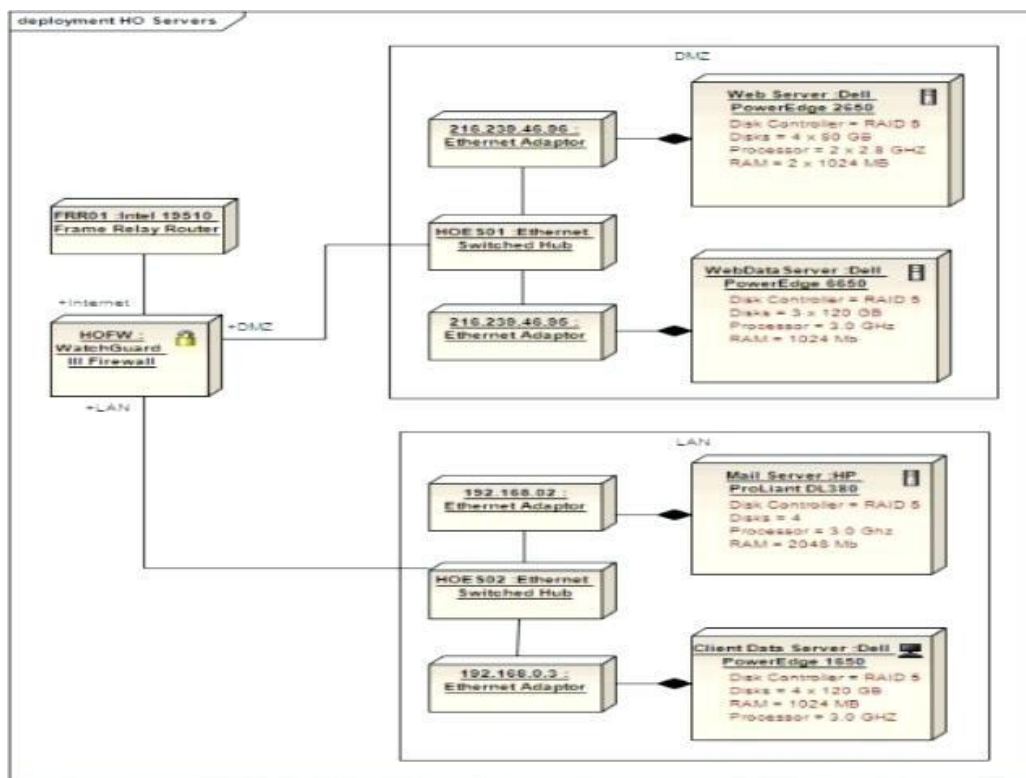 deployment HO Servers
DMZ
Web Server :Dell
PowerEdge 2650
Disk Controller = RAID 5
Disks = 4 x 80 GB
Processor = 2 x 2.8 GHZ
RAM = 2 x 1024 MB
216.239.46.96 :
Ethernet Adaptor
FRR01 :Intel 19510
Frame Relay Router
HOES01 :Ethernet
Switched Hub
WebDataServer :Dell
PowerEdge 6650
Disk Controller = RAID 5
Disks = 3 x 120 GB
Processor = 3.0 GHz
RAM = 1024 Mb
+Internet
+DMZ
216.239.46.95 :
Ethernet Adaptor
HOFW :
WatchGuard
III Firewall
+LAN
LAN
Mail Server :HP
ProLiant DL380
Disk Controller = RAID 5
Disks = 4
Processor = 3.0 Ghz
RAM = 2048 Mb
192.168.02 :
Ethernet Adaptor
HOES02 :Ethernet
Switched Hub
Client Data Server :Dell
PowerEdge 1650
Disk Controller = RAID 5
Disks = 4 x 120 GB
RAM = 1024 MB
Processor = 3.0 GHZ
192.168.0.3 :
Ethernet Adaptor